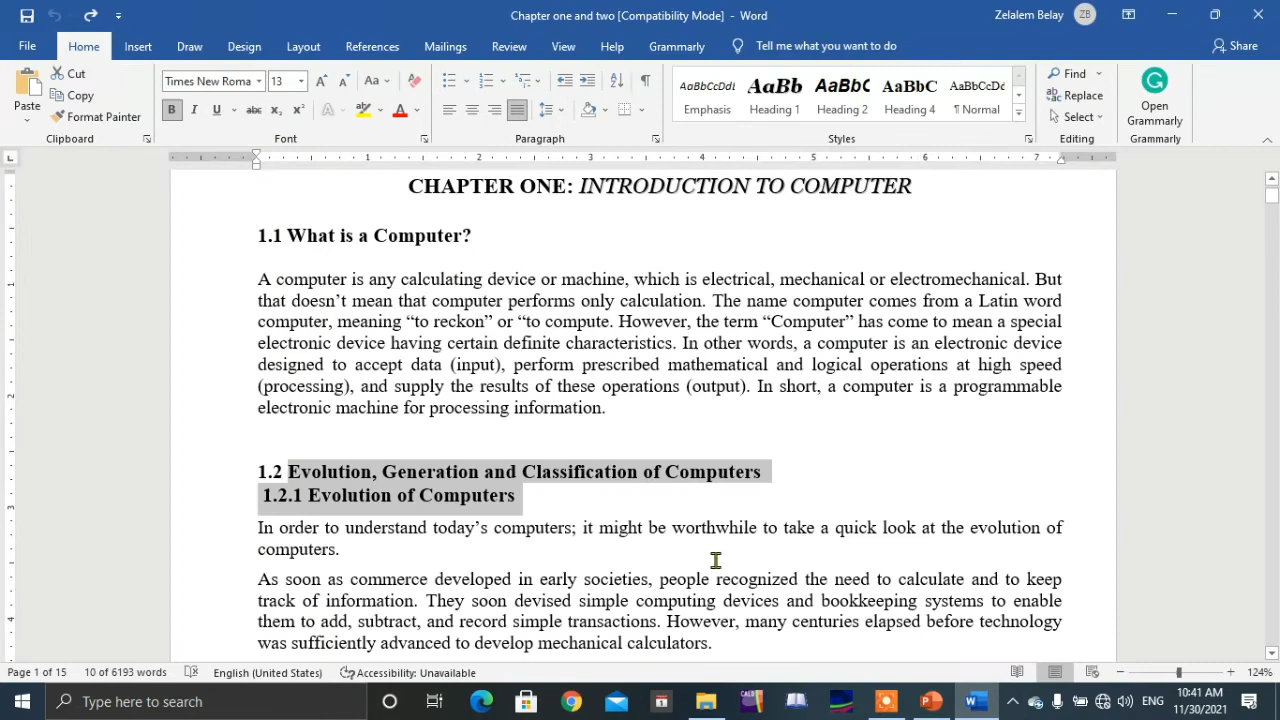 Chapter one and two [Compatibility Mode] - Word
Zelalem Belay
ZB
File Home Insert Draw Design Layout References Mailings Review View Help Grammarly Tell me what you want to do Share
Paste
Cut
Copy
Format Painter
Clipboard
Times New Roma 13
Font
Paragraph
AaBbCcDdI AaBb AaBbC AaBbC AaBbCcDc
Emphasis Heading 1 Heading 2 Heading 4 ¶ Normal
Styles
Find
Replace
Select
Editing
Open
Grammarly
Grammarly
1 2 3 4 5 6 7
CHAPTER ONE: INTRODUCTION TO COMPUTER
1.1 What is a Computer?
A computer is any calculating device or machine, which is electrical, mechanical or electromechanical. But
that doesn’t mean that computer performs only calculation. The name computer comes from a Latin word
computer, meaning “to reckon” or “to compute. However, the term “Computer” has come to mean a special
electronic device having certain definite characteristics. In other words, a computer is an electronic device
designed to accept data (input), perform prescribed mathematical and logical operations at high speed
(processing), and supply the results of these operations (output). In short, a computer is a programmable
electronic machine for processing information.
1.2 Evolution, Generation and Classification of Computers
1.2.1 Evolution of Computers
In order to understand today’s computers; it might be worthwhile to take a quick look at the evolution of
computers.
As soon as commerce developed in early societies, people recognized the need to calculate and to keep
track of information. They soon devised simple computing devices and bookkeeping systems to enable
them to add, subtract, and record simple transactions. However, many centuries elapsed before technology
was sufficiently advanced to develop mechanical calculators.
Page 1 of 15 10 of 6193 words English (United States) Accessibility: Unavailable 124%
Type here to search
ENG
10:41 AM
11/30/2021